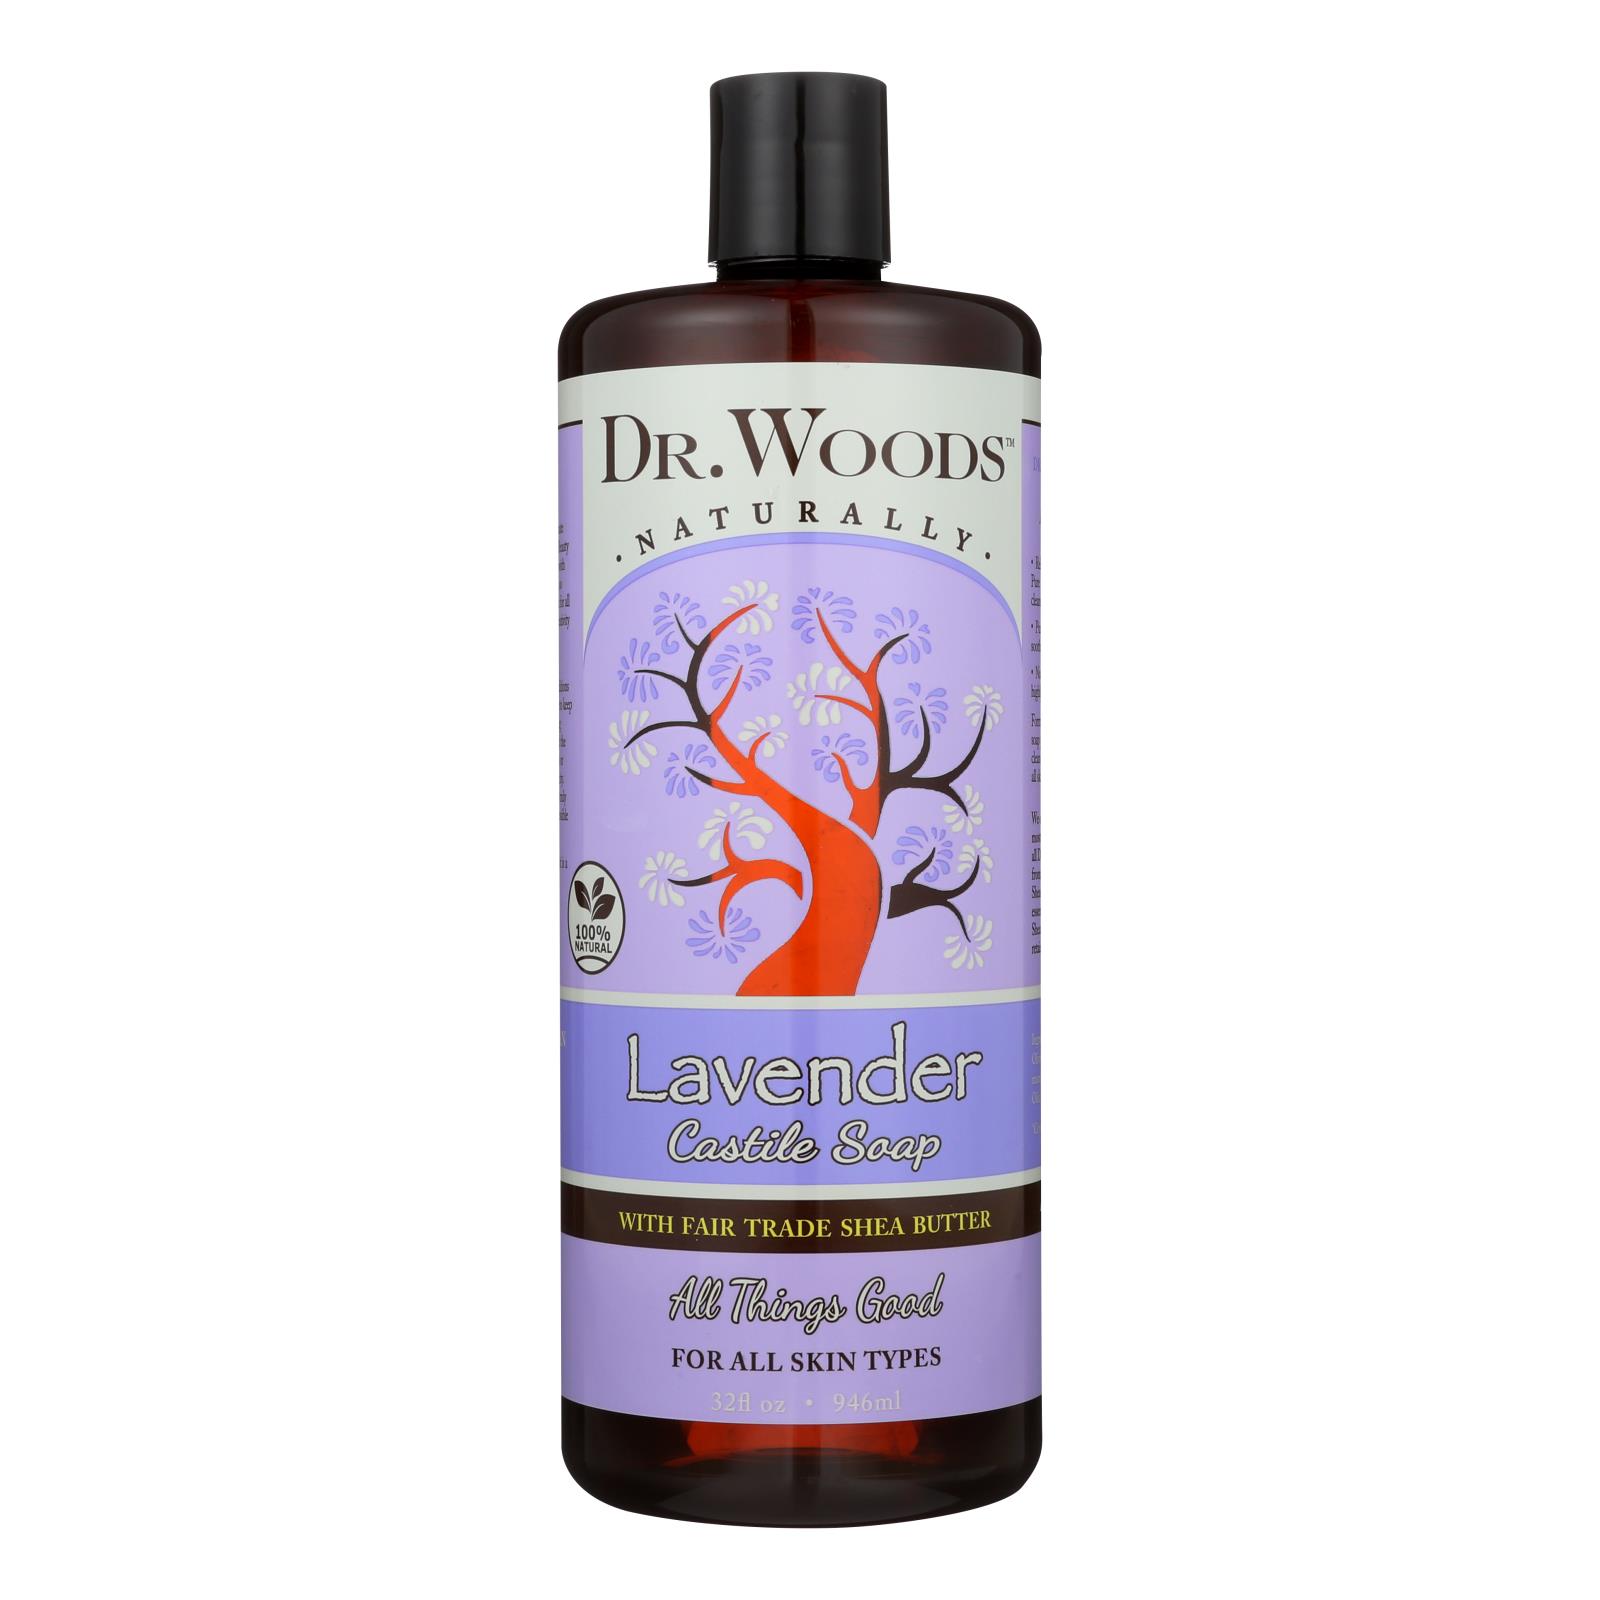 DR. WOODS™
· NATURALLY ·
100%
NATURAL
Lavender
Castile Soap
WITH FAIR TRADE SHEA BUTTER
All Things Good
FOR ALL SKIN TYPES
32fl oz · 946ml